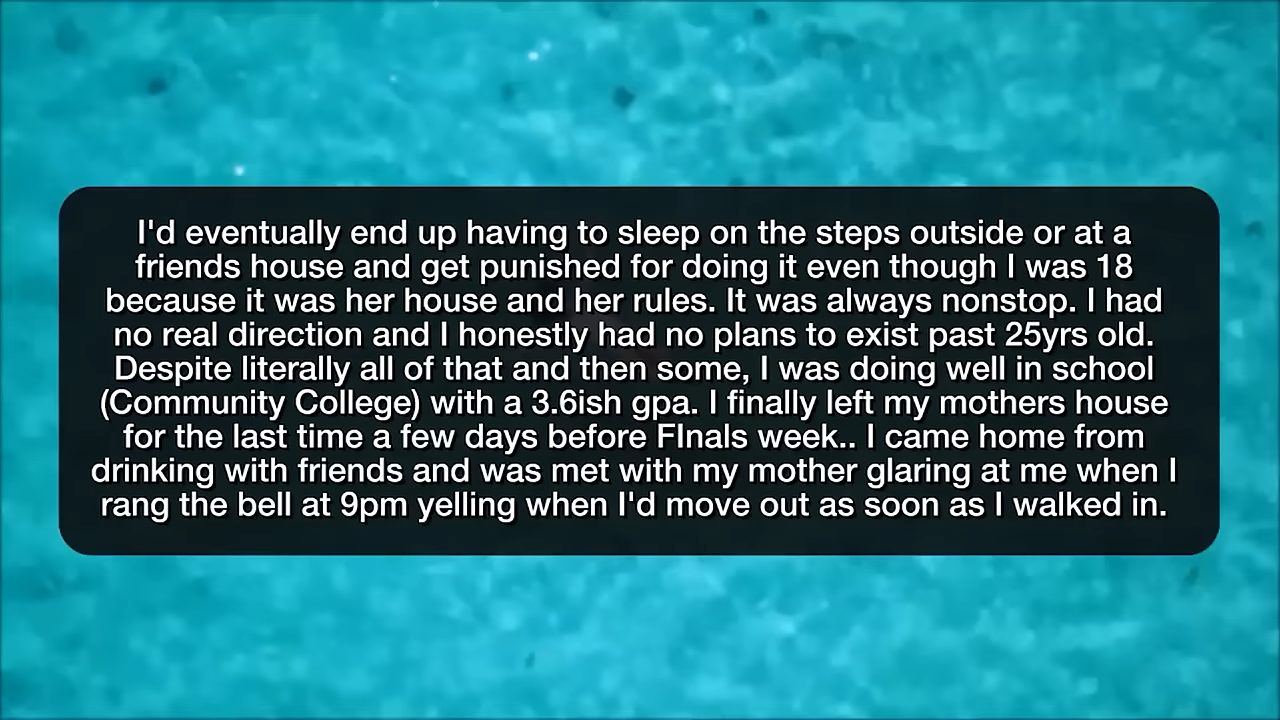 I'd eventually end up having to sleep on the steps outside or at a
friends house and get punished for doing it even though I was 18
because it was her house and her rules. It was always nonstop. I had
no real direction and I honestly had no plans to exist past 25yrs old.
Despite literally all of that and then some, I was doing well in school
(Community College) with a 3.6ish gpa. I finally left my mothers house
for the last time a few days before FInals week.. I came home from
drinking with friends and was met with my mother glaring at me when I
rang the bell at 9pm yelling when I'd move out as soon as I walked in.